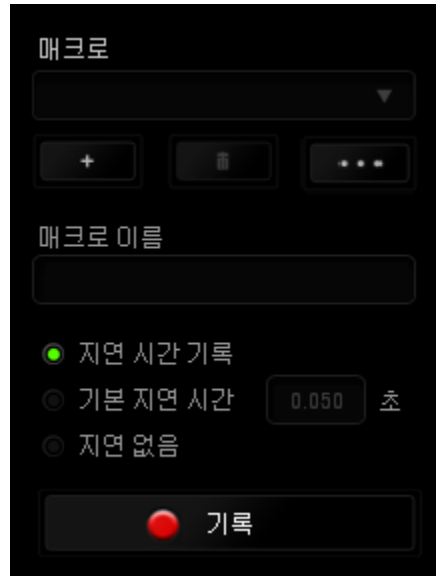 매크로
매크로 이름
지연 시간 기록
기본 지연 시간 0.050 초
지연 없음
기록